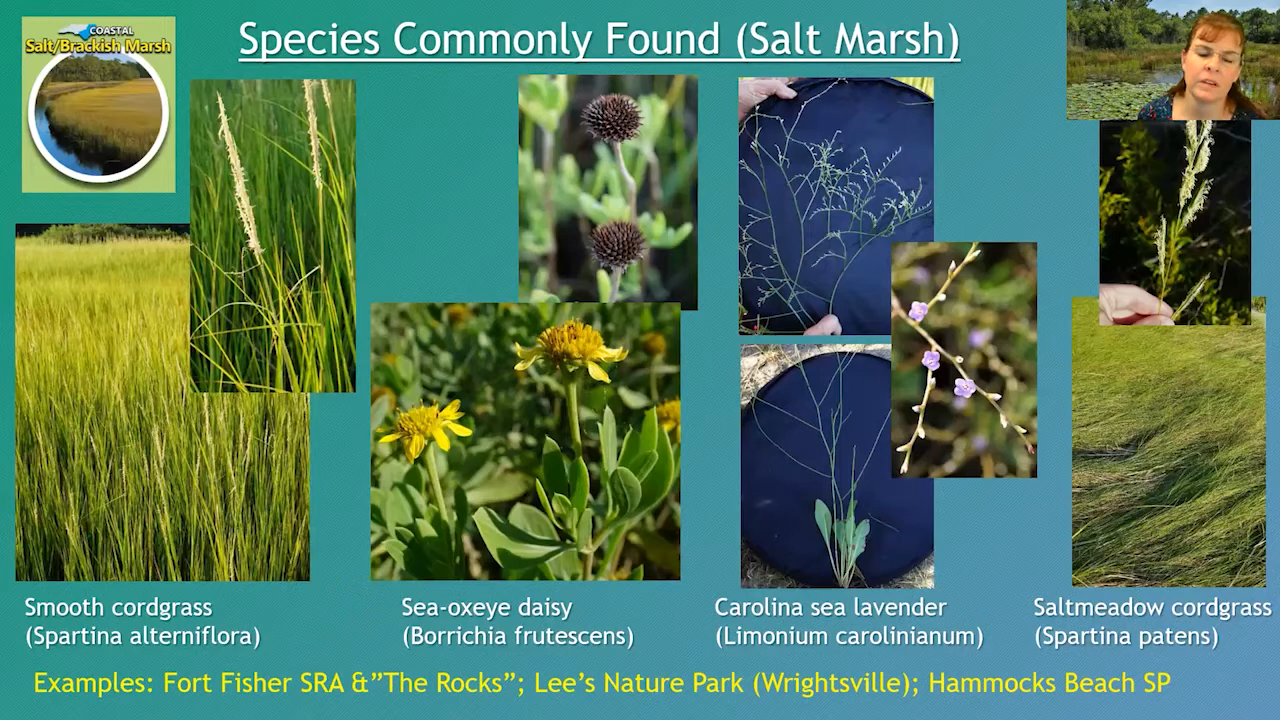 COASTAL
Salt/Brackish Marsh
Species Commonly Found (Salt Marsh)
Smooth cordgrass
(Spartina alterniflora)
Sea-oxeye daisy
(Borrichia frutescens)
Carolina sea lavender
(Limonium carolinianum)
Saltmeadow cordgrass
(Spartina patens)
Examples: Fort Fisher SRA &”The Rocks”; Lee’s Nature Park (Wrightsville); Hammocks Beach SP